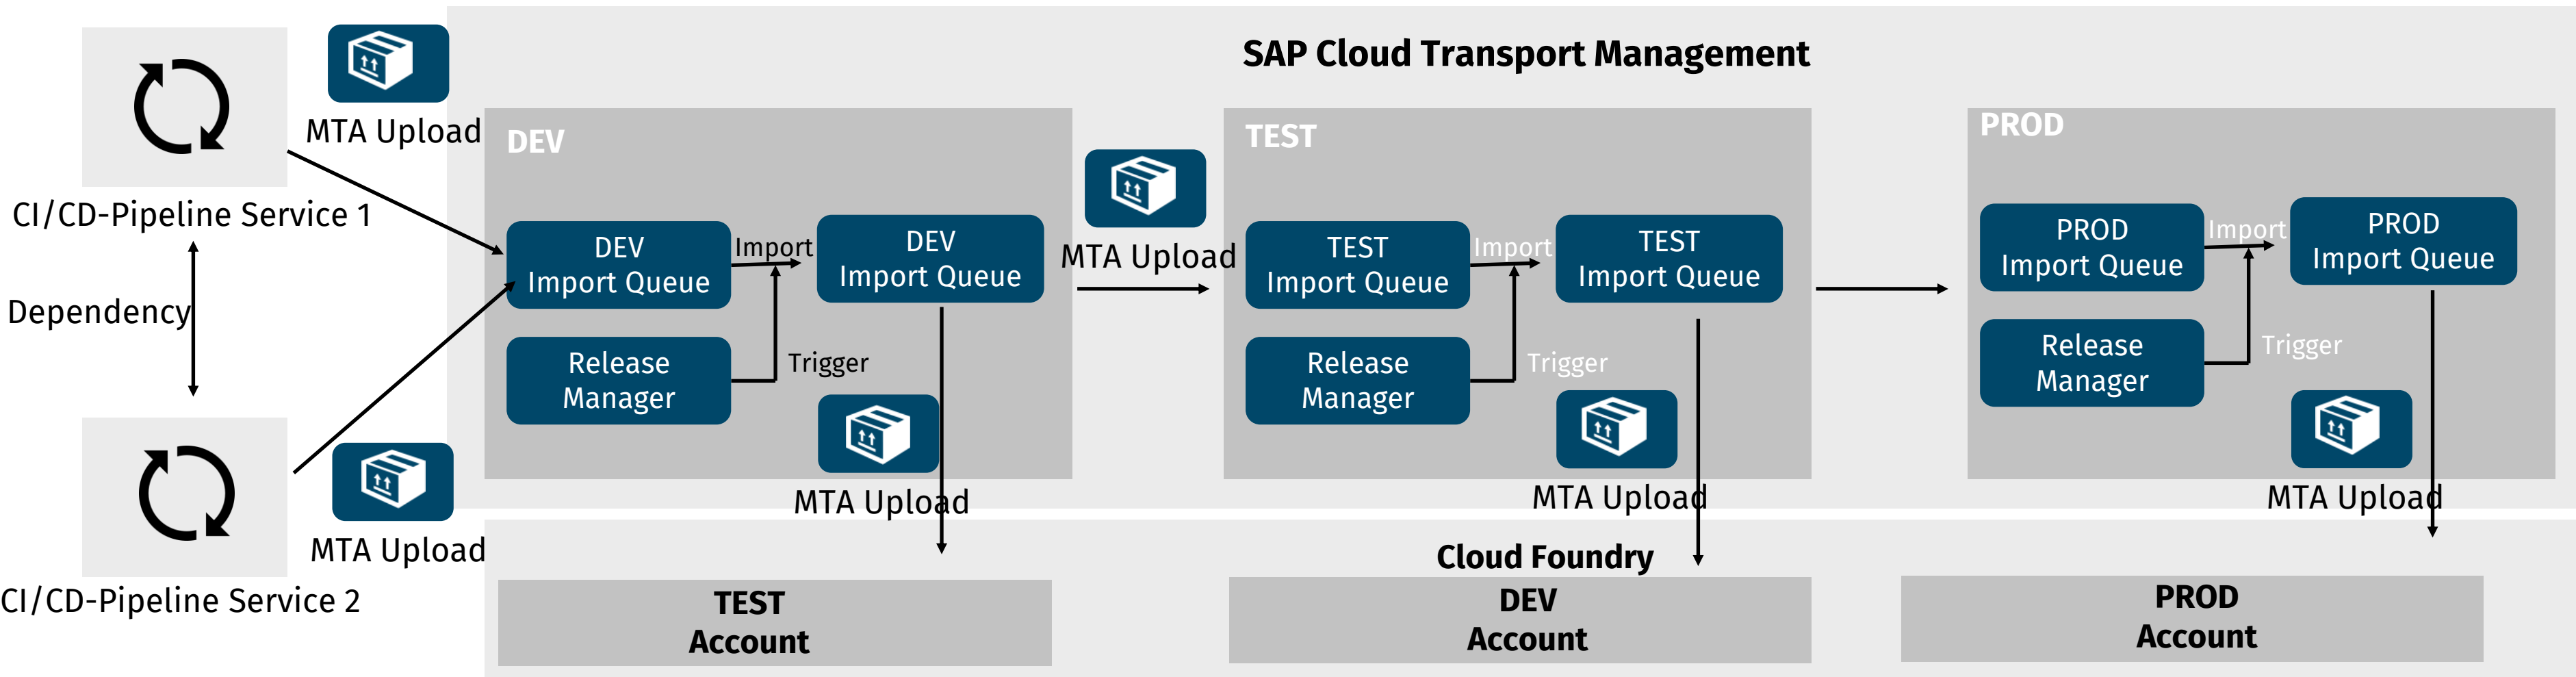 SAP Cloud Transport Management
MTA Upload
CI/CD-Pipeline Service 1
Dependency
MTA Upload
CI/CD-Pipeline Service 2
DEV
DEV
Import Queue
Import
DEV
Import Queue
Release
Manager
Trigger
MTA Upload
MTA Upload
TEST
TEST
Import Queue
Import
TEST
Import Queue
Release
Manager
Trigger
MTA Upload
PROD
PROD
Import Queue
Import
PROD
Import Queue
Release
Manager
Trigger
MTA Upload
Cloud Foundry
TEST
Account
DEV
Account
PROD
Account